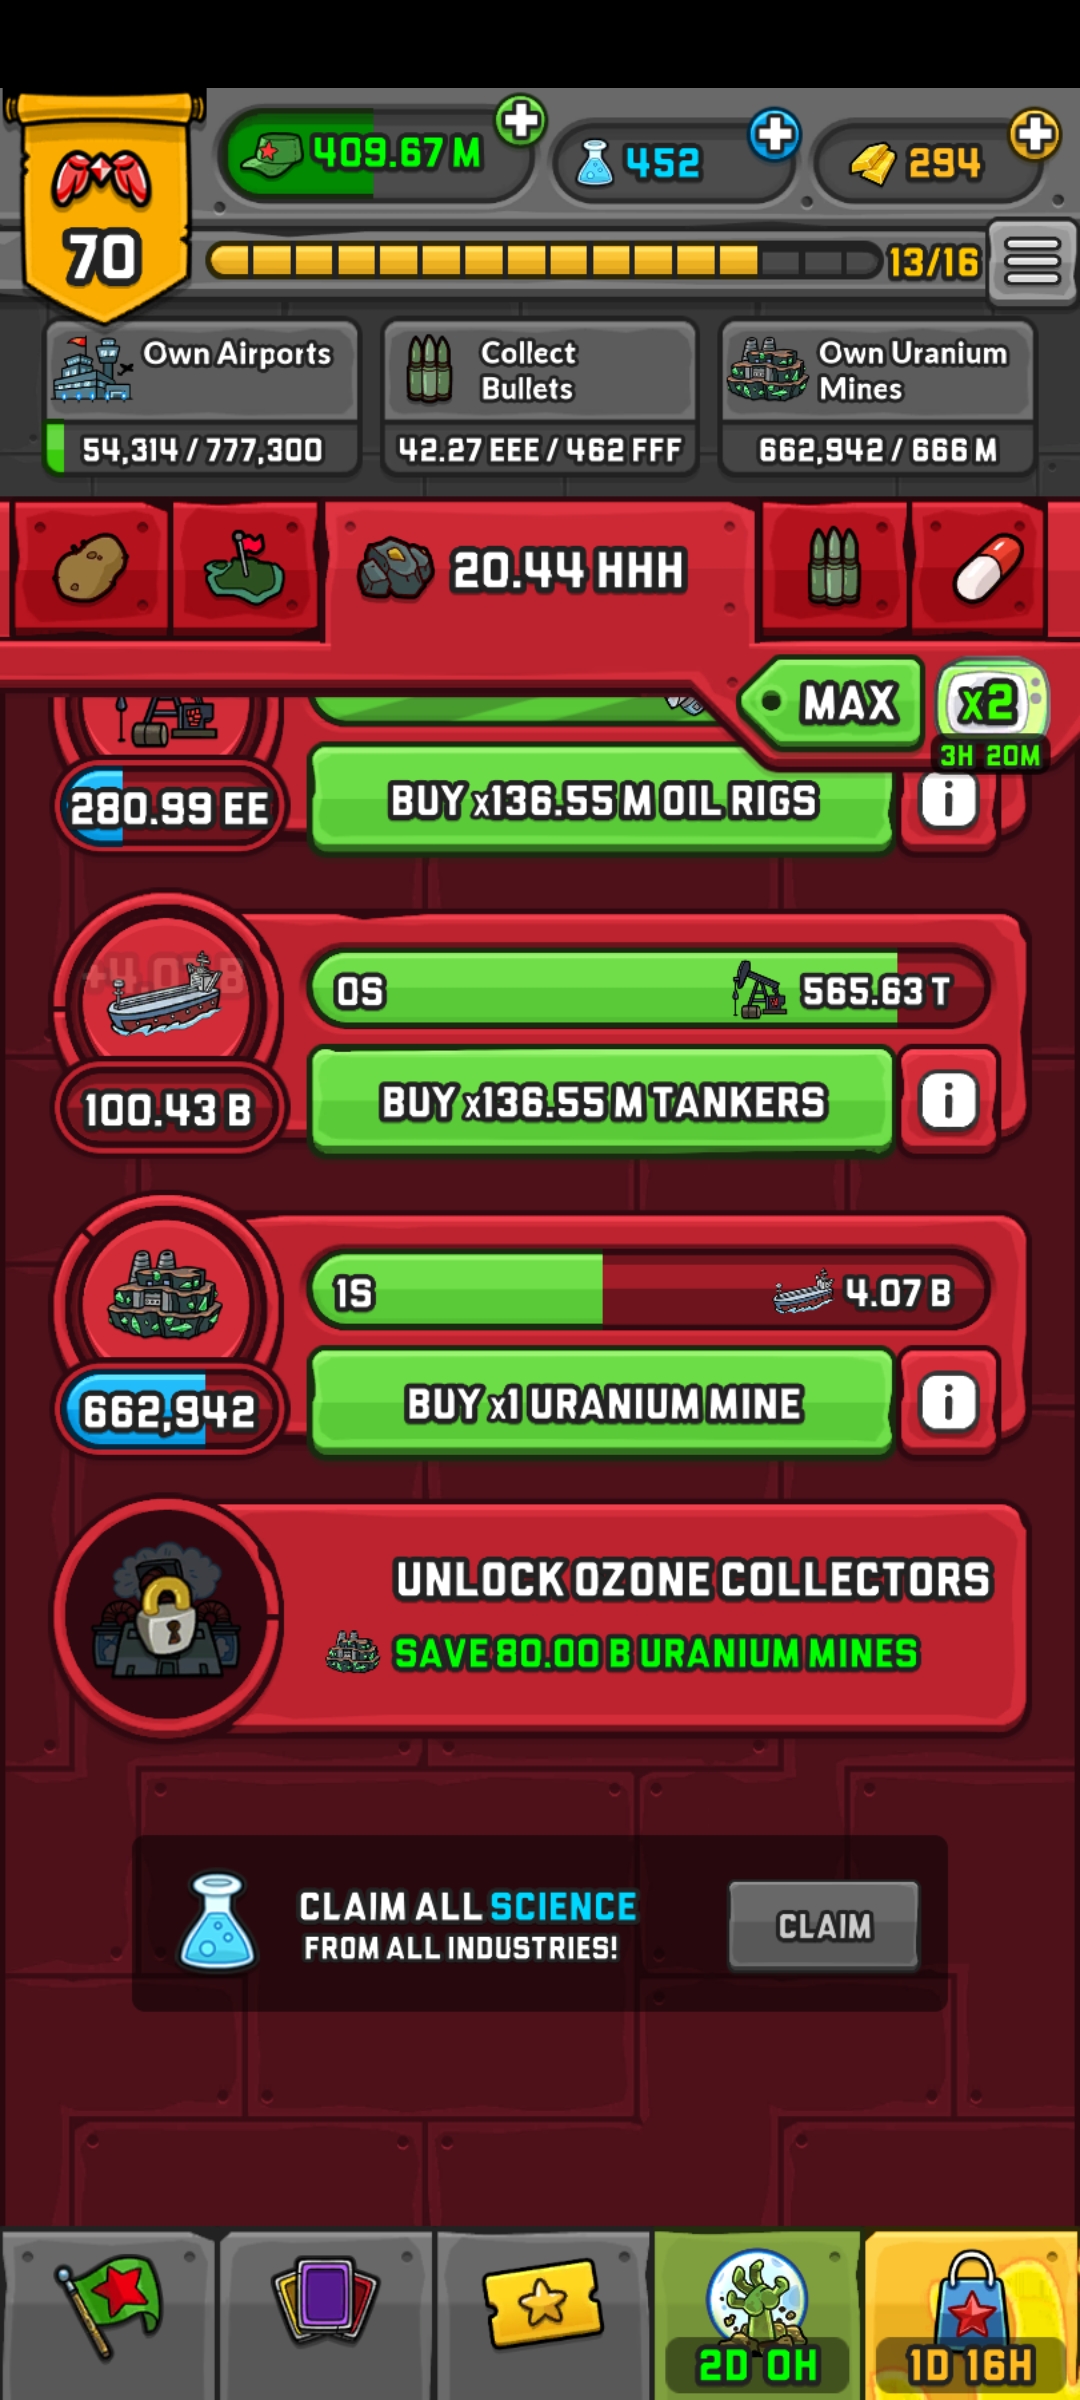 409.67 M
452
294
70
13/16
Own Airports
54,314 / 777,300
Collect
Bullets
42.27 EEE / 462 FFF
Own Uranium
Mines
662,942 / 666 M
20.44 HHH
MAX
x2
3H 20M
280.99 EE
BUY x136.55 M OIL RIGS
i
+4.07 B
0S
565.63 T
100.43 B
BUY x136.55 M TANKERS
i
1S
4.07 B
662,942
BUY x1 URANIUM MINE
i
UNLOCK OZONE COLLECTORS
SAVE 80.00 B URANIUM MINES
CLAIM ALL SCIENCE
FROM ALL INDUSTRIES!
CLAIM
2D 0H
1D 16H